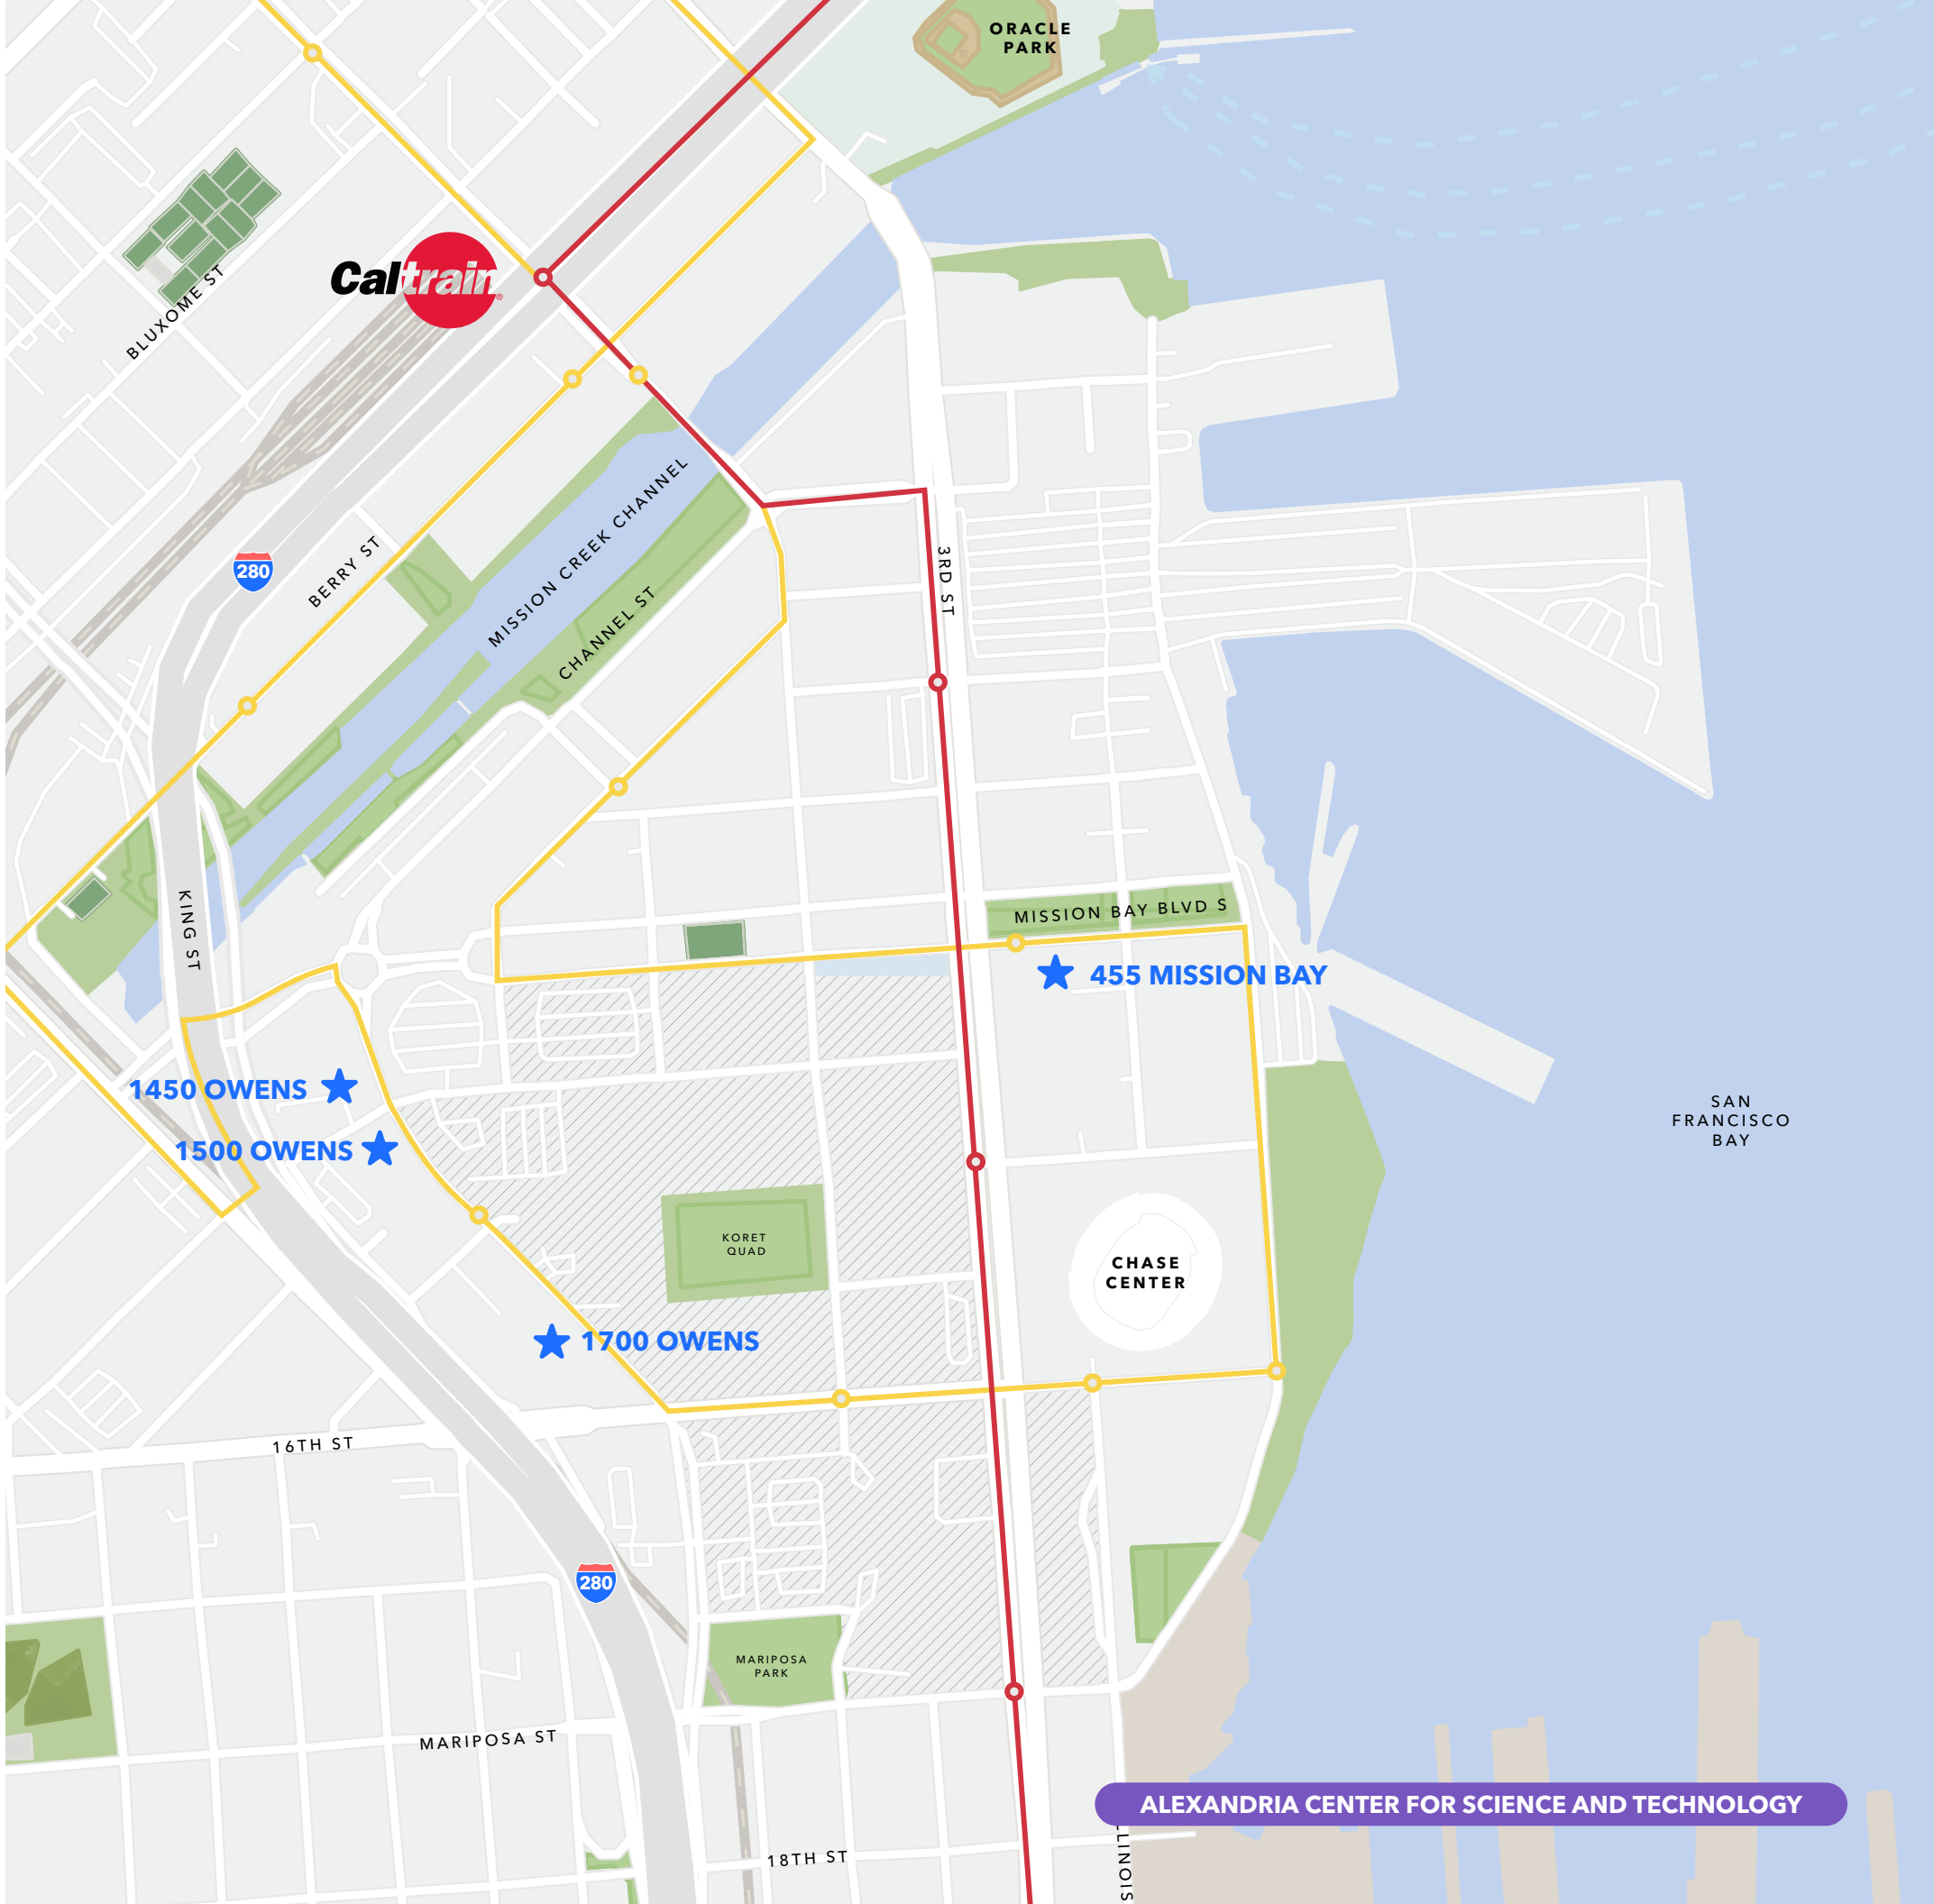 ORACLE
PARK
Caltrain®
BLUXOME ST
280
BERRY ST
MISSION CREEK CHANNEL
CHANNEL ST
3RD ST
KING ST
MISSION BAY BLVD S
455 MISSION BAY
1450 OWENS
1500 OWENS
SAN
FRANCISCO
BAY
KORET
QUAD
CHASE
CENTER
1700 OWENS
16TH ST
280
MARIPOSA
PARK
MARIPOSA ST
ALEXANDRIA CENTER FOR SCIENCE AND TECHNOLOGY
18TH ST
LLINOIS